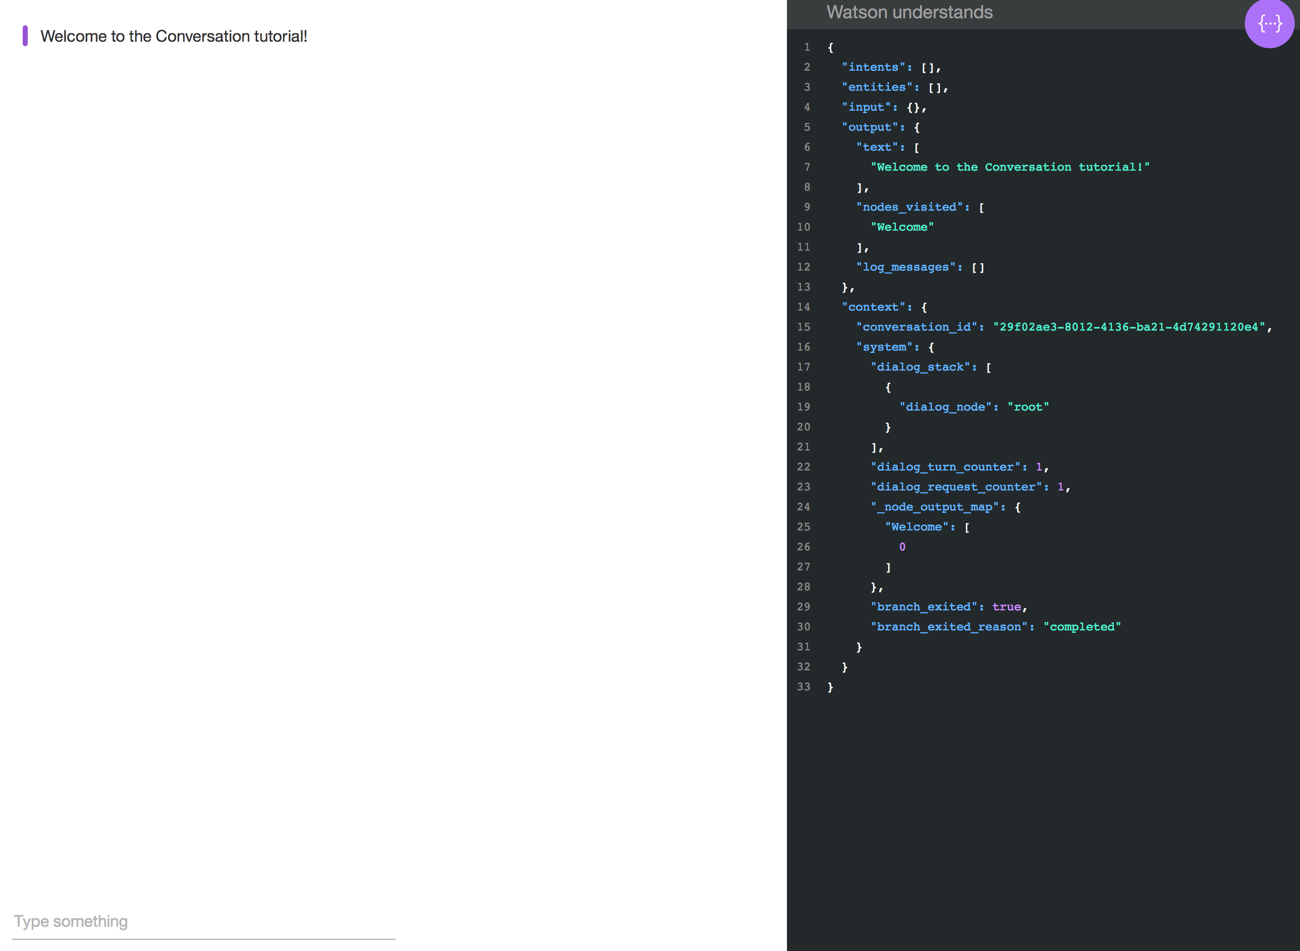 Welcome to the Conversation tutorial!
Type something
Watson understands
{···}
1 {
2 "intents": [],
3 "entities": [],
4 "input": {},
5 "output": {
6 "text": [
7 "Welcome to the Conversation tutorial!"
8 ],
9 "nodes_visited": [
10 "Welcome"
11 ],
12 "log_messages": []
13 },
14 "context": {
15 "conversation_id": "29f02ae3-8012-4136-ba21-4d74291120e4",
16 "system": {
17 "dialog_stack": [
18 {
19 "dialog_node": "root"
20 }
21 ],
22 "dialog_turn_counter": 1,
23 "dialog_request_counter": 1,
24 "_node_output_map": {
25 "Welcome": [
26 0
27 ]
28 },
29 "branch_exited": true,
30 "branch_exited_reason": "completed"
31 }
32 }
33 }